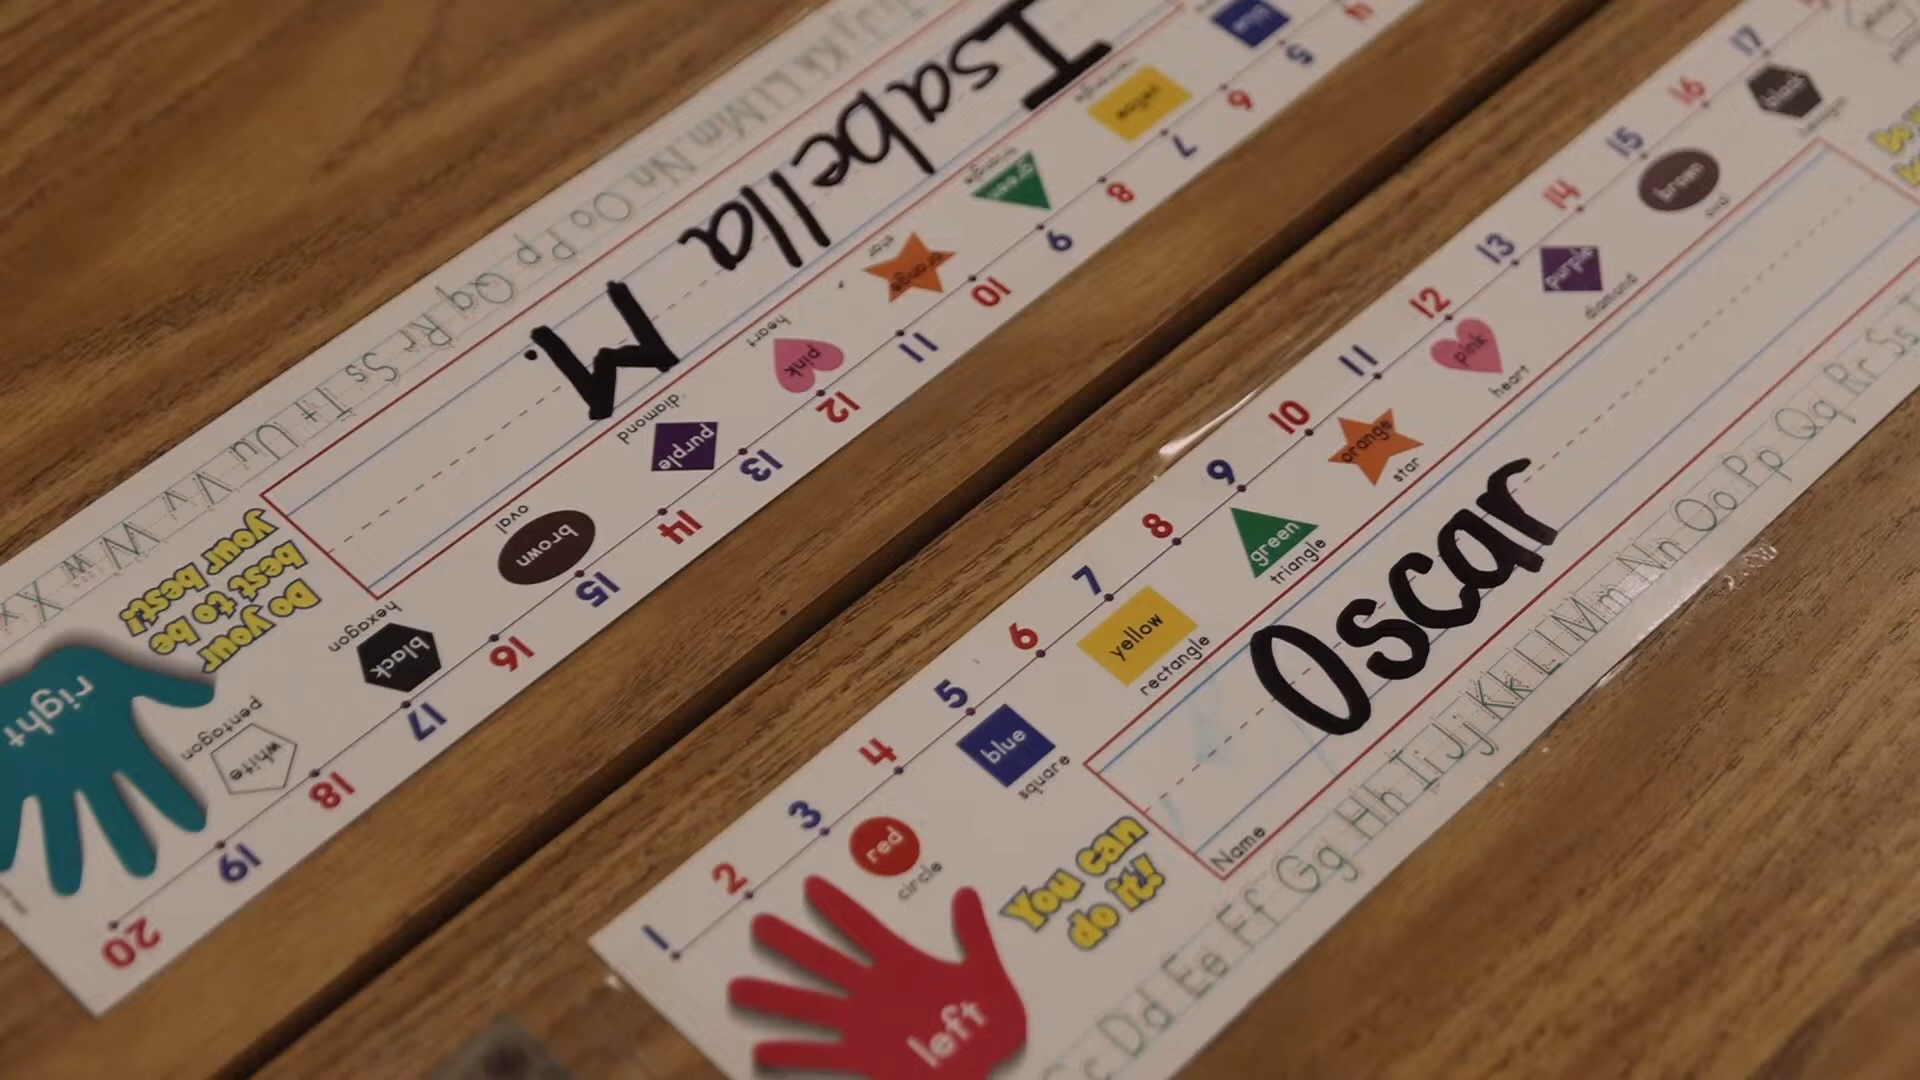 Isabella M.
Ii Jj Kk Ll Mm Nn Oo Pp Qq Rr Ss Tt Uu Vv Ww Xx
blue
yellow
rectangle
green
triangle
orange
star
pink
heart
purple
diamond
brown
oval
black
hexagon
white
pentagon
4 5 6 7 8 9 10 11 12 13 14 15 16 17 18 19 20
Do your
best to be
your best!
right
1 2 3 4 5 6 7 8 9 10 11 12 13 14 15 16 17
red
circle
blue
square
yellow
rectangle
green
triangle
orange
star
pink
heart
purple
diamond
brown
oval
black
hexagon
left
You can
do it!
Name
Oscar
Cc Dd Ee Ff Gg Hh Ii Jj Kk Ll Mm Nn Oo Pp Qq Rr Ss